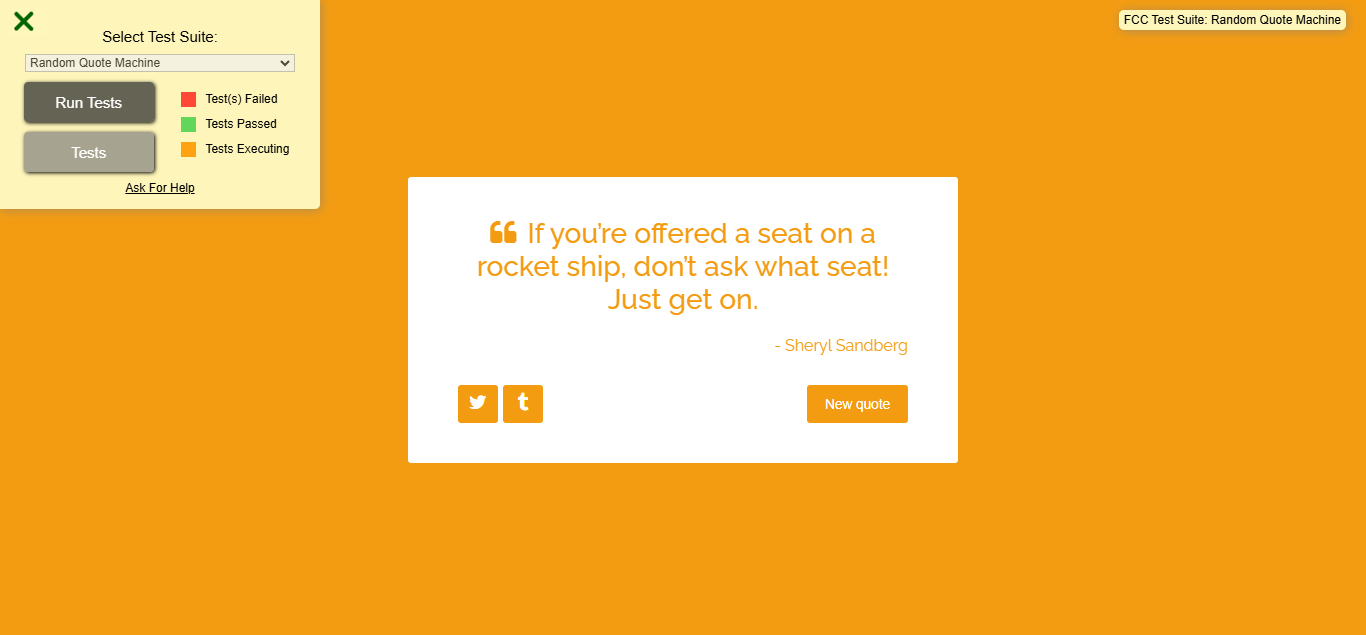 Select Test Suite:
Random Quote Machine
Run Tests
Tests
Test(s) Failed
Tests Passed
Tests Executing
Ask For Help
FCC Test Suite: Random Quote Machine
If you’re offered a seat on a
rocket ship, don’t ask what seat!
Just get on.
- Sheryl Sandberg
New quote